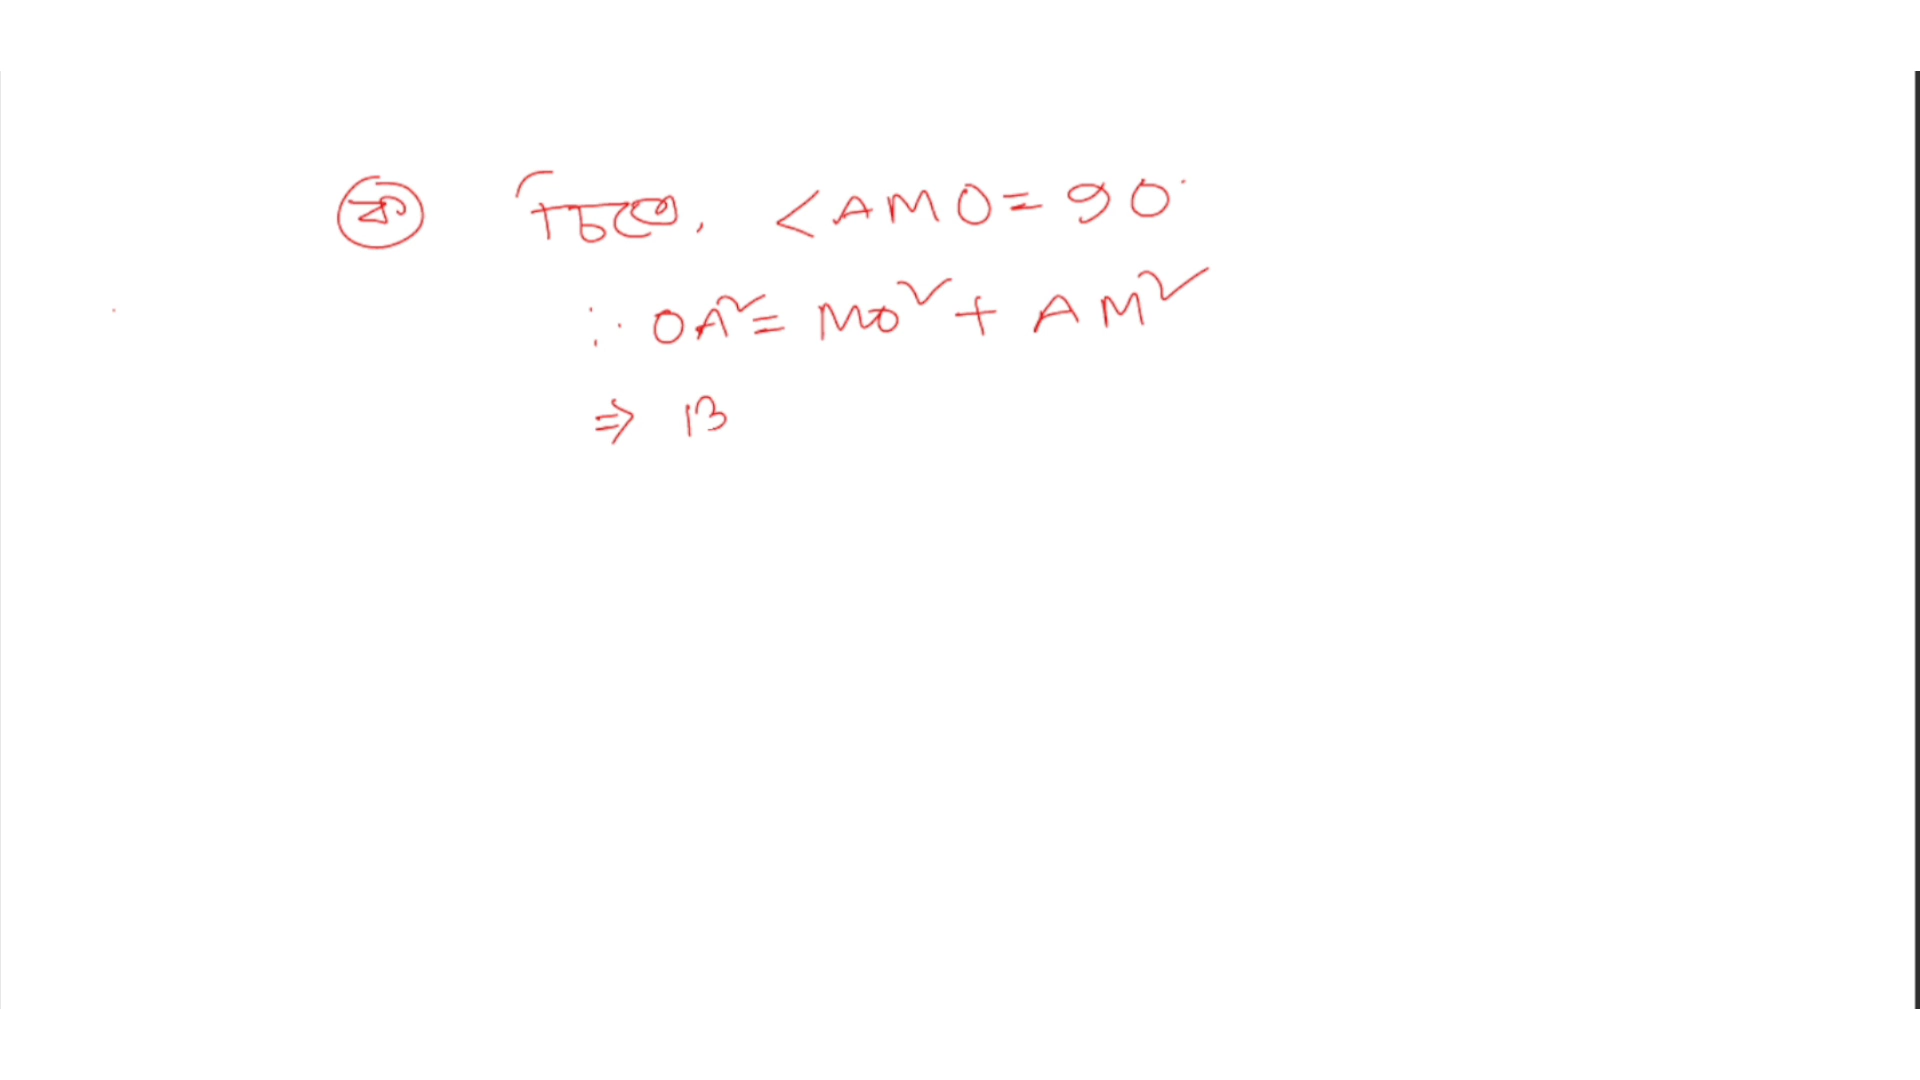 ক চিত্রে, <AMO = 90°
∴ OA² = MO² + AM²
⇒ 13